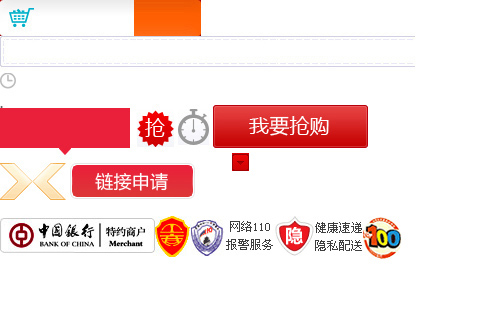 抢
我要抢购
链接申请
中国銀行
BANK OF CHINA
特约商户
Merchant
网络110
报警服务
隐
健康速递
隐私配送
100